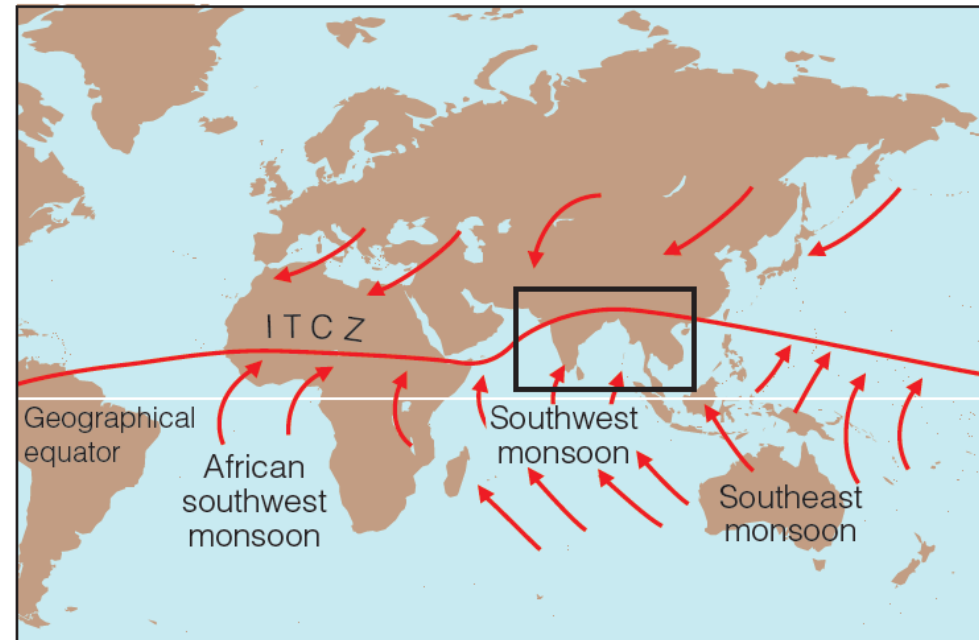 ITCZ
Geographical
equator
African
southwest
monsoon
Southwest
monsoon
Southeast
monsoon